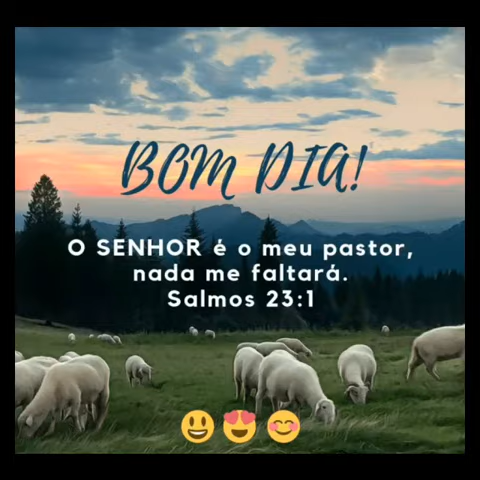 BOM DIA!
O SENHOR é o meu pastor,
nada me faltará.
Salmos 23:1